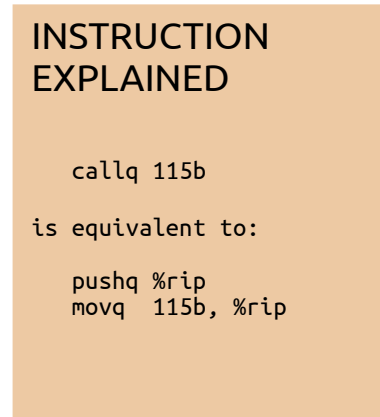 INSTRUCTION
EXPLAINED
callq 115b
is equivalent to:
pushq %rip
movq  115b, %rip